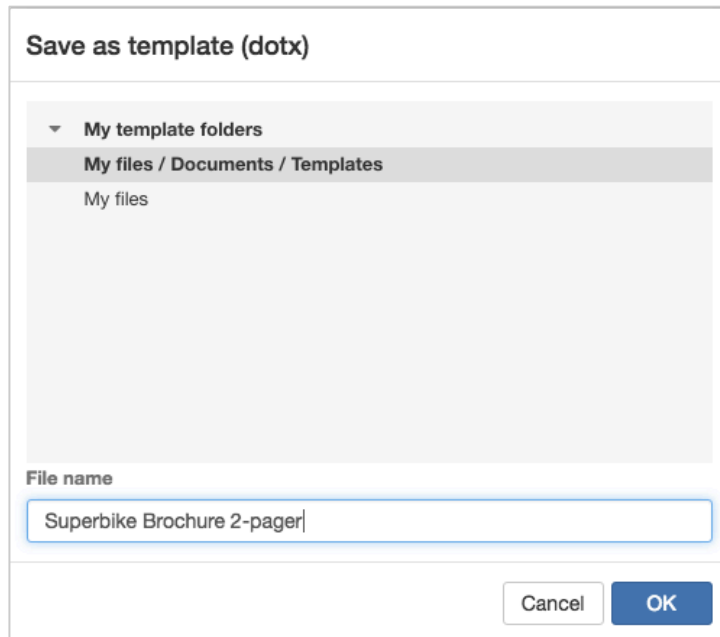 Save as template (dotx)
My template folders
My files / Documents / Templates
My files
File name
Superbike Brochure 2-pager
Cancel OK